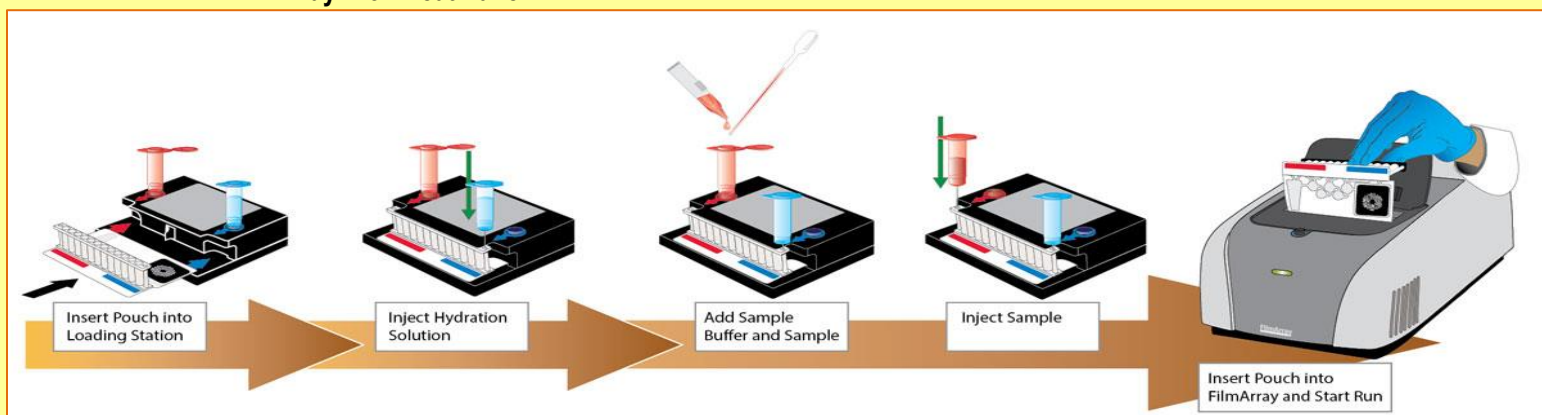 Insert Pouch into
Loading Station
Inject Hydration
Solution
Add Sample
Buffer and Sample
Inject Sample
FilmArray
Insert Pouch into
FilmArray and Start Run